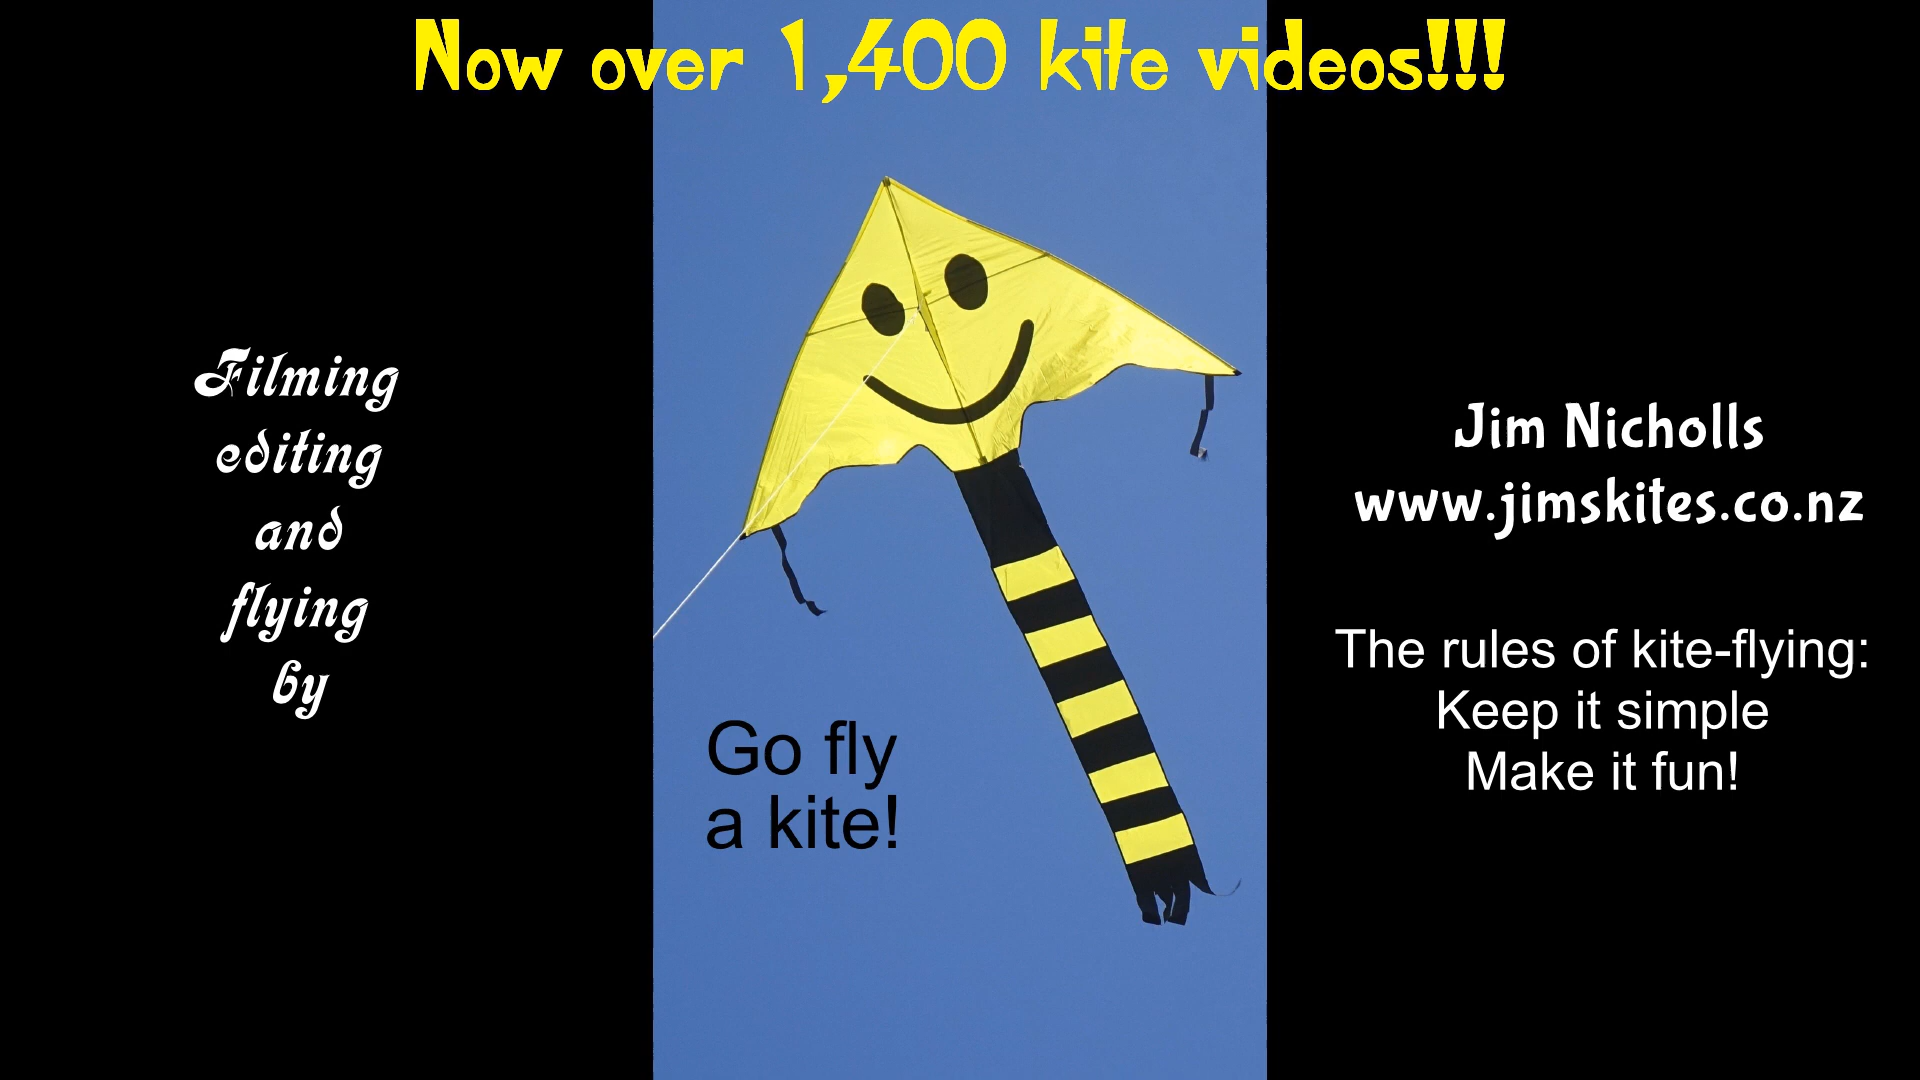 Now over 1,400 kite videos!!!
Filming
editing
and
flying
by
Jim Nicholls
www.jimskites.co.nz
The rules of kite-flying:
Keep it simple
Make it fun!
Go fly
a kite!